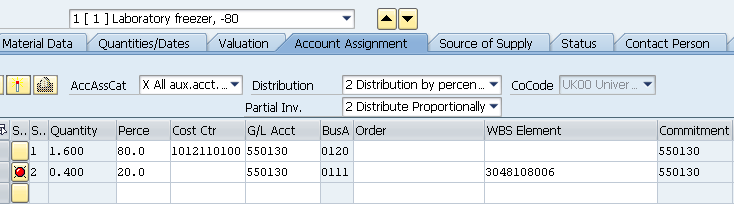 1 [ 1 ] Laboratory freezer, -80
Material Data Quantities/Dates Valuation Account Assignment Source of Supply Status Contact Person
AccAssCat X All aux.acct.... Distribution 2 Distribution by percen... CoCode UK00 Univer...
Partial Inv. 2 Distribute Proportionally
S.. S.. Quantity Perce Cost Ctr G/L Acct BusA Order WBS Element Commitment
1 1.600 80.0 1012110100 550130 0120 550130
2 0.400 20.0 550130 0111 3048108006 550130